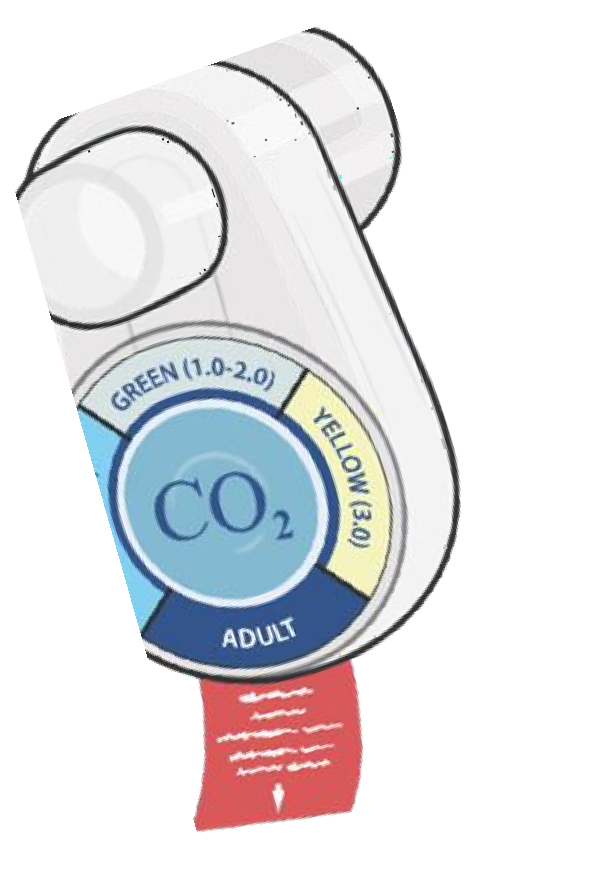 GREEN (1.0-2.0)
YELLOW (3.0)
CO₂
ADULT